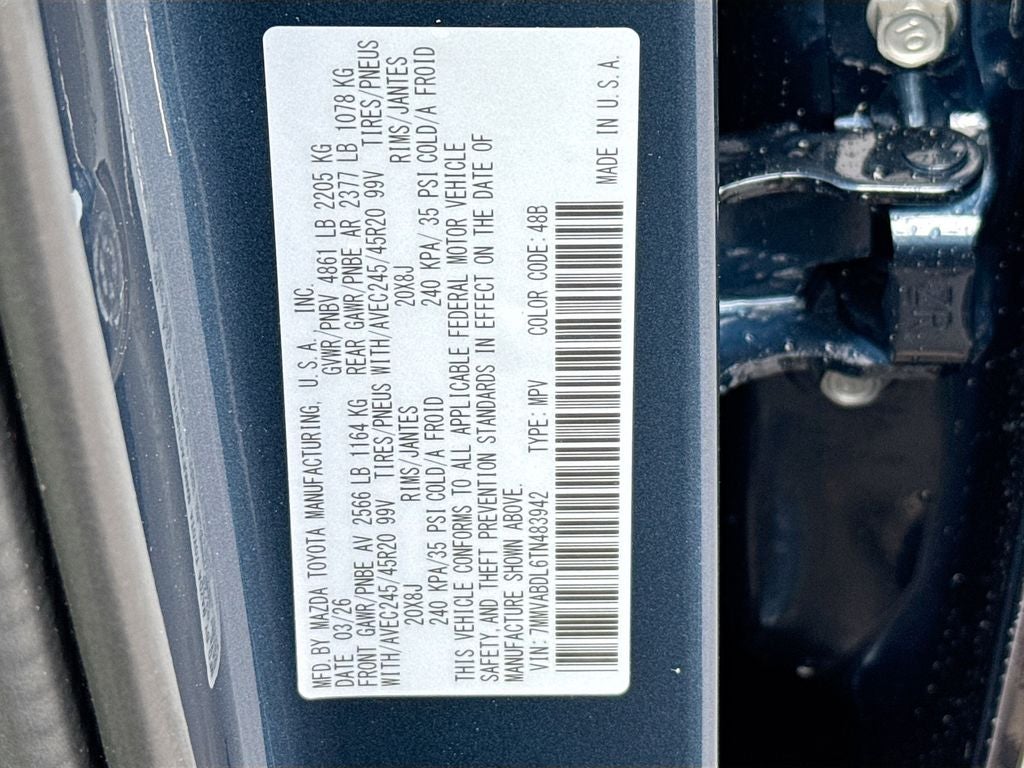 MFD. BY MAZDA TOYOTA MANUFACTURING, U. S. A. INC.
DATE 03/26 GVWR/PNBV 4861 LB 2205 KG
FRONT GAWR/PNBE AV 2566 LB 1164 KG REAR GAWR/PNBE AR 2377 LB 1078 KG
WITH/AVEC245/45R20 99V TIRES/PNEUS WITH/AVEC245/45R20 99V TIRES/PNEUS
20X8J RIMS/JANTES 20X8J RIMS/JANTES
240 KPA/35 PSI COLD/A FROID 240 KPA/ 35 PSI COLD/A FROID
THIS VEHICLE CONFORMS TO ALL APPLICABLE FEDERAL MOTOR VEHICLE
SAFETY, AND THEFT PREVENTION STANDARDS IN EFFECT ON THE DATE OF
MANUFACTURE SHOWN ABOVE.
VIN: 7MMVABDL6TN483942 TYPE: MPV COLOR CODE: 48B
MADE IN U. S. A.
10